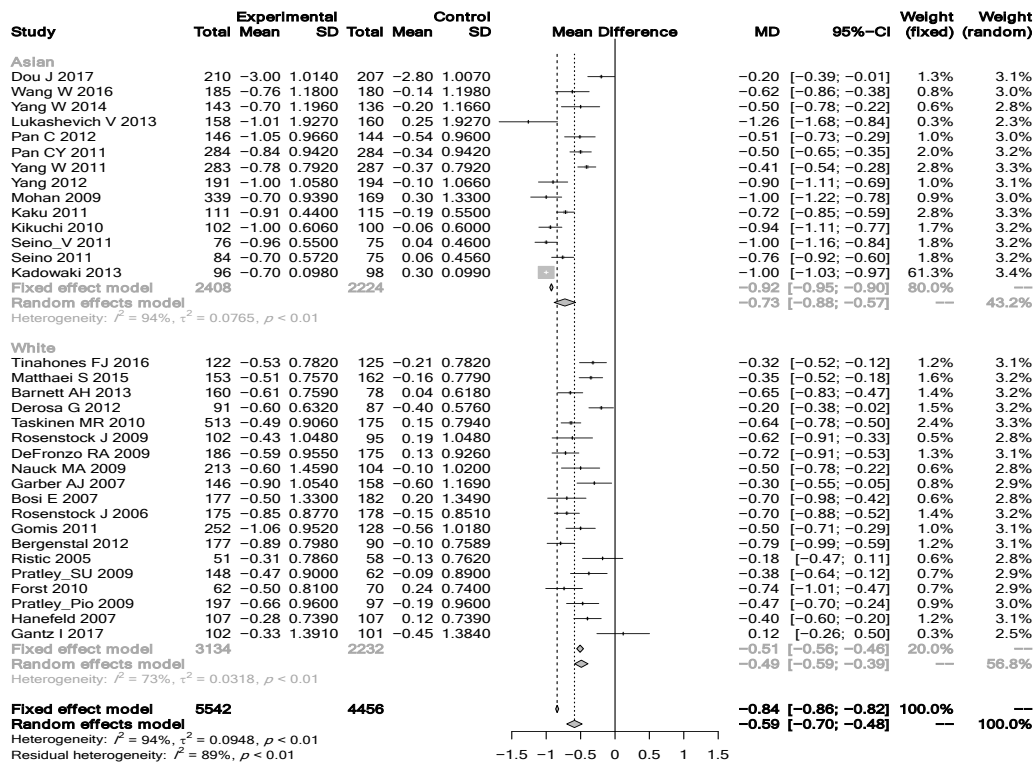 Experimental Control Weight Weight
Study Total Mean SD Total Mean SD Mean Difference MD 95%−CI (fixed) (random)
Asian
Dou J 2017 210 −3.00 1.0140 207 −2.80 1.0070 −0.20 [−0.39; −0.01] 1.3% 3.1%
Wang W 2016 185 −0.76 1.1800 180 −0.14 1.1980 −0.62 [−0.86; −0.38] 0.8% 3.0%
Yang W 2014 143 −0.70 1.1960 136 −0.20 1.1660 −0.50 [−0.78; −0.22] 0.6% 2.8%
Lukashevich V 2013 158 −1.01 1.9270 160 0.25 1.9270 −1.26 [−1.68; −0.84] 0.3% 2.3%
Pan C 2012 146 −1.05 0.9660 144 −0.54 0.9600 −0.51 [−0.73; −0.29] 1.0% 3.0%
Pan CY 2011 284 −0.84 0.9420 284 −0.34 0.9420 −0.50 [−0.65; −0.35] 2.0% 3.2%
Yang W 2011 283 −0.78 0.7920 287 −0.37 0.7920 −0.41 [−0.54; −0.28] 2.8% 3.3%
Yang 2012 191 −1.00 1.0580 194 −0.10 1.0660 −0.90 [−1.11; −0.69] 1.0% 3.1%
Mohan 2009 339 −0.70 0.9390 169 0.30 1.3300 −1.00 [−1.22; −0.78] 0.9% 3.0%
Kaku 2011 111 −0.91 0.4400 115 −0.19 0.5500 −0.72 [−0.85; −0.59] 2.8% 3.3%
Kikuchi 2010 102 −1.00 0.6060 100 −0.06 0.6000 −0.94 [−1.11; −0.77] 1.8% 3.2%
Seino_V 2011 76 −0.96 0.5500 75 0.04 0.4600 −1.00 [−1.16; −0.84] 1.8% 3.2%
Seino 2011 84 −0.70 0.5720 75 0.06 0.4560 −0.76 [−0.92; −0.60] 1.8% 3.2%
Kadowaki 2013 96 −0.70 0.0980 98 0.30 0.0990 −1.00 [−1.03; −0.97] 61.3% 3.4%
Fixed effect model 2408 2224 −0.92 [−0.95; −0.90] 80.0% −−
Random effects model −0.73 [−0.88; −0.57] −− 43.2%
Heterogeneity: I² = 94%, τ² = 0.0765, p < 0.01
White
Tinahones FJ 2016 122 −0.53 0.7820 125 −0.21 0.7820 −0.32 [−0.52; −0.12] 1.2% 3.1%
Matthaei S 2015 153 −0.51 0.7570 162 −0.16 0.7790 −0.35 [−0.52; −0.18] 1.6% 3.2%
Barnett AH 2013 160 −0.61 0.7590 78 0.04 0.6180 −0.65 [−0.83; −0.47] 1.4% 3.2%
Derosa G 2012 91 −0.60 0.6320 87 −0.40 0.5760 −0.20 [−0.38; −0.02] 1.5% 3.2%
Taskinen MR 2010 513 −0.49 0.9060 175 0.15 0.7940 −0.64 [−0.78; −0.50] 2.4% 3.3%
Rosenstock J 2009 102 −0.43 1.0480 95 0.19 1.0480 −0.62 [−0.91; −0.33] 0.5% 2.8%
DeFronzo RA 2009 186 −0.59 0.9550 175 0.13 0.9260 −0.72 [−0.91; −0.53] 1.3% 3.1%
Nauck MA 2009 213 −0.60 1.4590 104 −0.10 1.0200 −0.50 [−0.78; −0.22] 0.6% 2.8%
Garber AJ 2007 146 −0.90 1.0540 158 −0.60 1.1690 −0.30 [−0.55; −0.05] 0.8% 2.9%
Bosi E 2007 177 −0.50 1.3300 182 0.20 1.3490 −0.70 [−0.98; −0.42] 0.6% 2.8%
Rosenstock J 2006 175 −0.85 0.8770 178 −0.15 0.8510 −0.70 [−0.88; −0.52] 1.4% 3.2%
Gomis 2011 252 −1.06 0.9520 128 −0.56 1.0180 −0.50 [−0.71; −0.29] 1.0% 3.1%
Bergenstal 2012 177 −0.89 0.7980 90 −0.10 0.7589 −0.79 [−0.99; −0.59] 1.2% 3.1%
Ristic 2005 51 −0.31 0.7860 58 −0.13 0.7620 −0.18 [−0.47; 0.11] 0.6% 2.8%
Pratley_SU 2009 148 −0.47 0.9000 62 −0.09 0.8900 −0.38 [−0.64; −0.12] 0.7% 2.9%
Forst 2010 62 −0.50 0.8100 70 0.24 0.7400 −0.74 [−1.01; −0.47] 0.7% 2.9%
Pratley_Pio 2009 197 −0.66 0.9600 97 −0.19 0.9600 −0.47 [−0.70; −0.24] 0.9% 3.0%
Hanefeld 2007 107 −0.28 0.7390 107 0.12 0.7390 −0.40 [−0.60; −0.20] 1.2% 3.1%
Gantz I 2017 102 −0.33 1.3910 101 −0.45 1.3840 0.12 [−0.26; 0.50] 0.3% 2.5%
Fixed effect model 3134 2232 −0.51 [−0.56; −0.46] 20.0% −−
Random effects model −0.49 [−0.59; −0.39] −− 56.8%
Heterogeneity: I² = 73%, τ² = 0.0318, p < 0.01
Fixed effect model 5542 4456 −0.84 [−0.86; −0.82] 100.0% −−
Random effects model −0.59 [−0.70; −0.48] −− 100.0%
Heterogeneity: I² = 94%, τ² = 0.0948, p < 0.01
Residual heterogeneity: I² = 89%, p < 0.01
−1.5 −1 −0.5 0 0.5 1 1.5